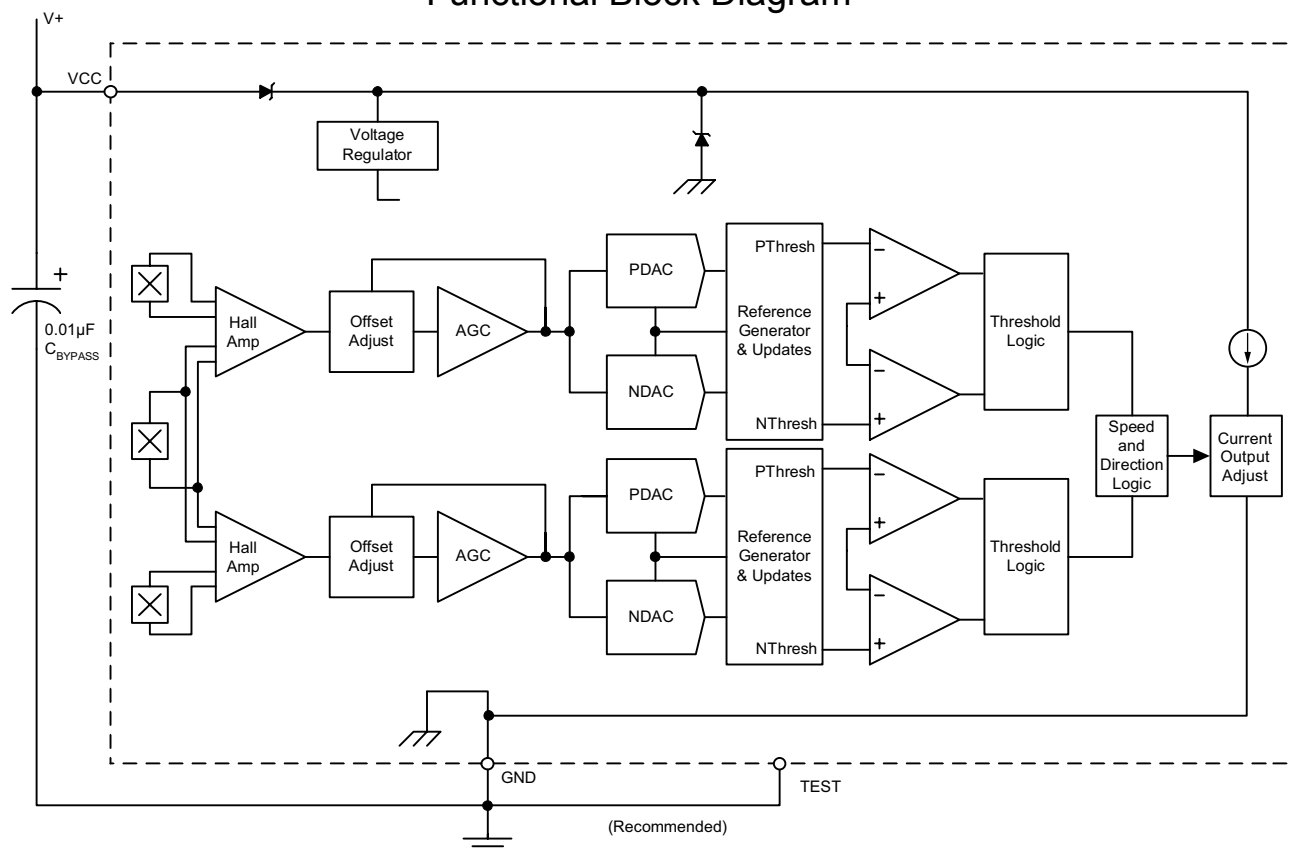 Functional Block Diagram
V+
VCC
Voltage
Regulator
+
0.01µF
C_BYPASS
Hall
Amp
Offset
Adjust
AGC
PDAC
NDAC
PThresh
Reference
Generator
& Updates
NThresh
−
+
−
+
Threshold
Logic
Hall
Amp
Offset
Adjust
AGC
PDAC
NDAC
PThresh
Reference
Generator
& Updates
NThresh
−
+
−
+
Threshold
Logic
Speed
and
Direction
Logic
Current
Output
Adjust
GND
TEST
(Recommended)